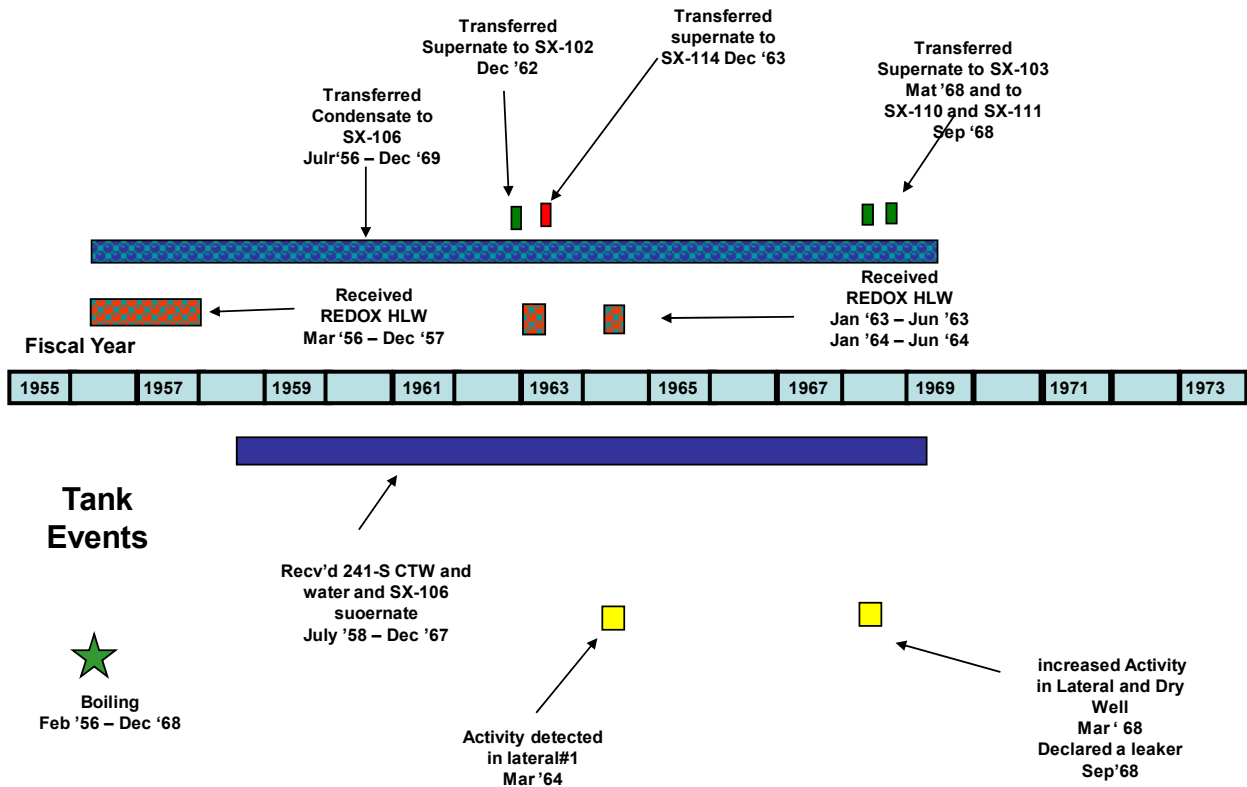 Transferred
Supernate to SX-102
Dec '62
Transferred
supernate to
SX-114 Dec '63
Transferred
Supernate to SX-103
Mat '68 and to
SX-110 and SX-111
Sep '68
Transferred
Condensate to
SX-106
Julr'56 – Dec '69
Received
REDOX HLW
Mar '56 – Dec '57
Received
REDOX HLW
Jan '63 – Jun '63
Jan '64 – Jun '64
Fiscal Year
1955 1957 1959 1961 1963 1965 1967 1969 1971 1973
Tank
Events
Recv'd 241-S CTW and
water and SX-106
suoernate
July '58 – Dec '67
Boiling
Feb '56 – Dec '68
Activity detected
in lateral#1
Mar '64
increased Activity
in Lateral and Dry
Well
Mar ' 68
Declared a leaker
Sep'68